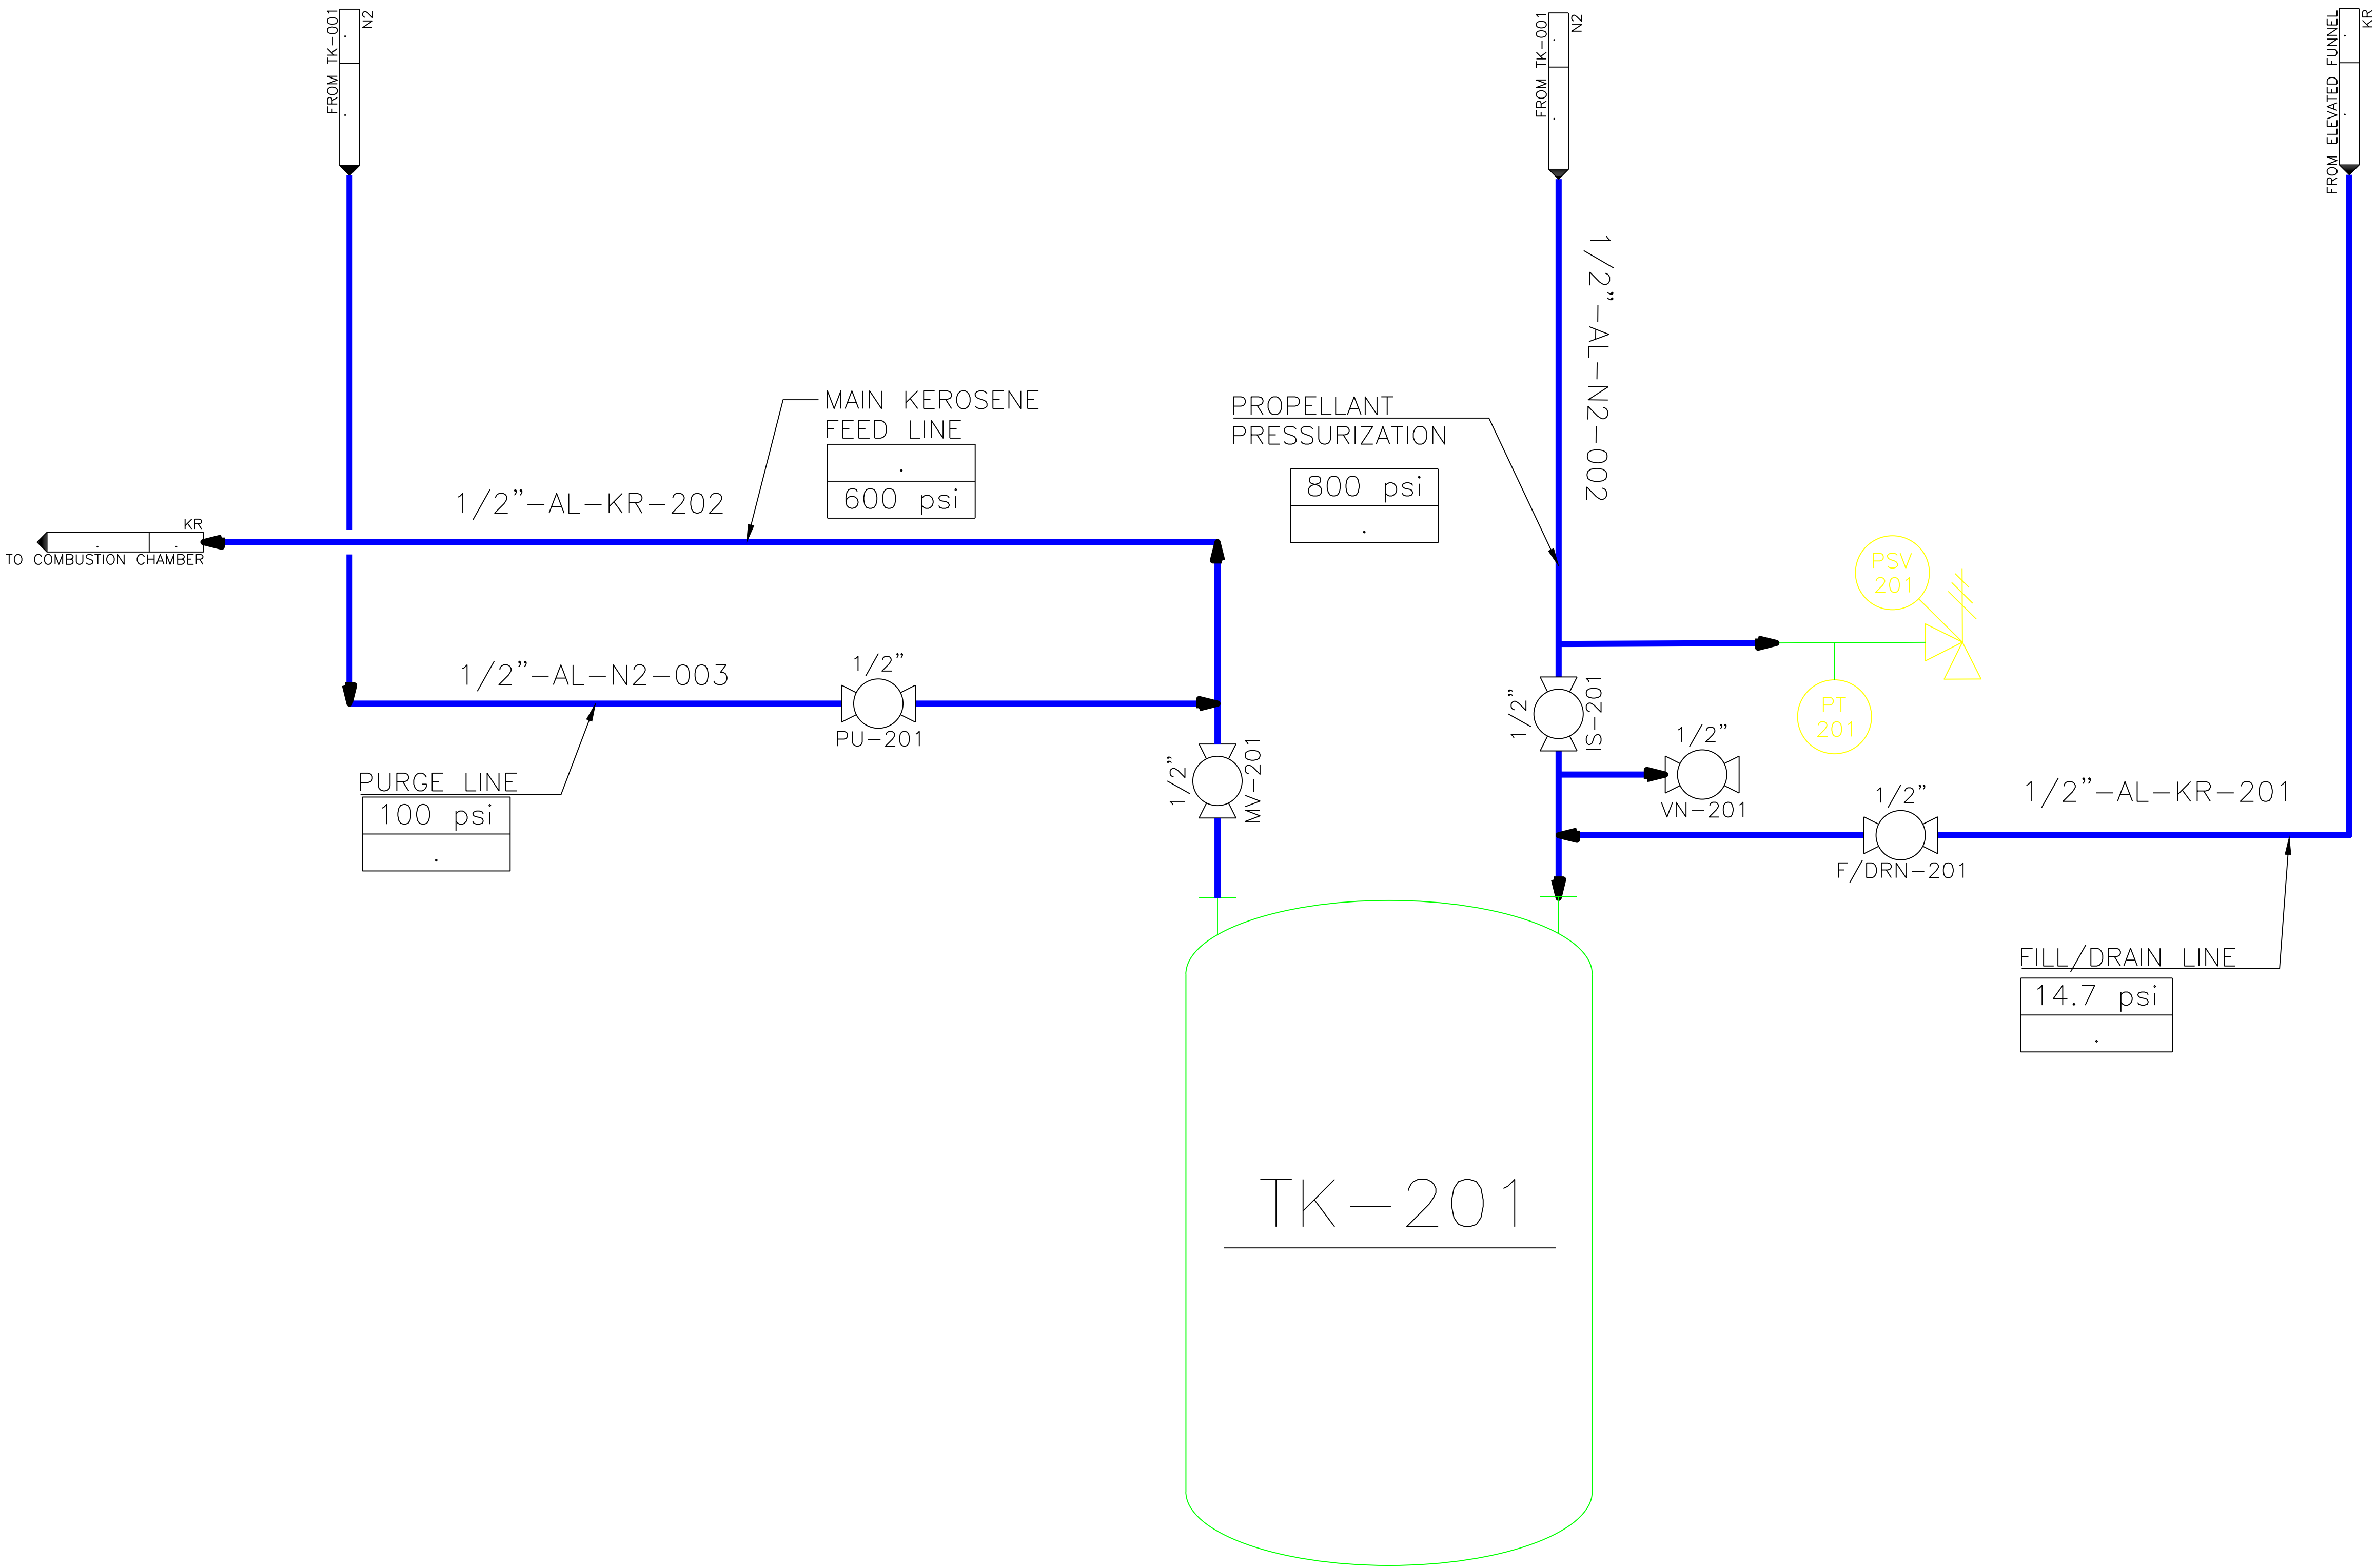 FROM TK-001
N2
FROM TK-001
N2
FROM ELEVATED FUNNEL
KR
1/2"-AL-N2-002
MAIN KEROSENE
FEED LINE
.
600 psi
PROPELLANT
PRESSURIZATION
800 psi
.
1/2"-AL-KR-202
KR
TO COMBUSTION CHAMBER
PSV
201
1/2"-AL-N2-003
1/2"
PU-201
1/2"
IS-201
PT
201
1/2"
MV-201
1/2"
VN-201
PURGE LINE
100 psi
.
1/2"
F/DRN-201
1/2"-AL-KR-201
FILL/DRAIN LINE
14.7 psi
.
TK-201